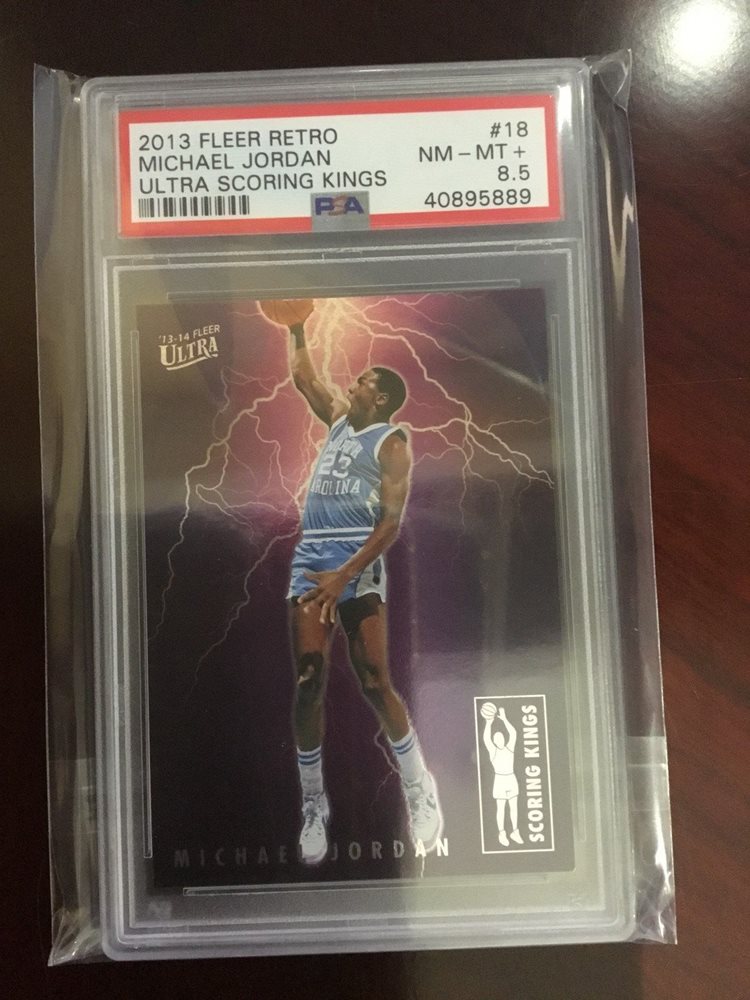 2013 FLEER RETRO #18
MICHAEL JORDAN NM - MT +
ULTRA SCORING KINGS 8.5
PSA 40895889
'13-14 FLEER
ULTRA
23
CAROLINA
SCORING KINGS
MICHAEL JORDAN